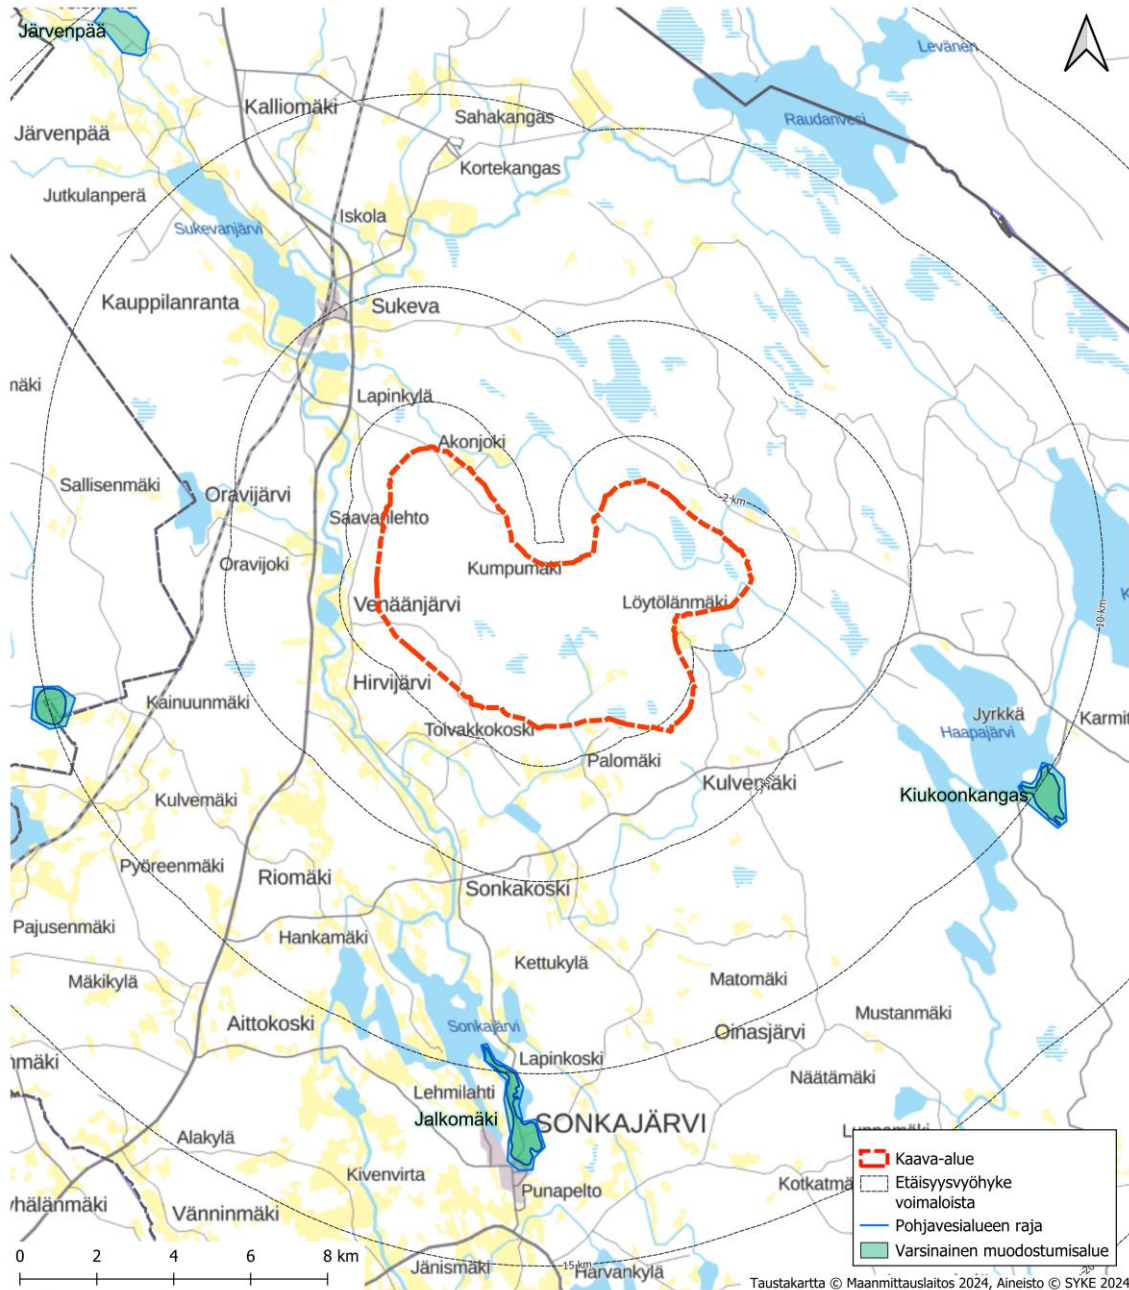 Järvenpää
Levänen
Kalliomäki
Sahakangas
Raudanvesi
Järvenpää
Kortekangas
Jutkulanperä
Iskola
Sukevanjärvi
Kauppilanranta
Sukeva
mäki
Lapinkylä
Akonjoki
Sallisenmäki
Oravijärvi
2 km
Saavanlehto
Oravijoki
Kumpumäki
Venäänjärvi
Löytölänmäki
10 km
Hirvijärvi
Kainuunmäki
Jyrkkä
Karmit
Toivakkokoski
Haapajärvi
Palomäki
Kulvemäki
Kiukoonkangas
Kulvemäki
Pyöreenmäki
Riomäki
Sonkakoski
Pajusenmäki
Hankamäki
Kettukylä
Mäkikylä
Matomäki
Mustanmäki
Aittokoski
Sonkajärvi
Oinasjärvi
Lapinkoski
Näätämäki
Lehmilahti
Jalkomäki
SONKAJÄRVI
Alakylä
Kivenvirta
Punapelto
Kotkatmä
Vänninmäki
Jänismäki
15 km
Harvankylä
Kaava-alue
Etäisyysvyöhyke
voimaloista
Pohjavesialueen raja
Varsinainen muodostumisalue
0 2 4 6 8 km
Taustakartta © Maanmittauslaitos 2024, Aineisto © SYKE 2024